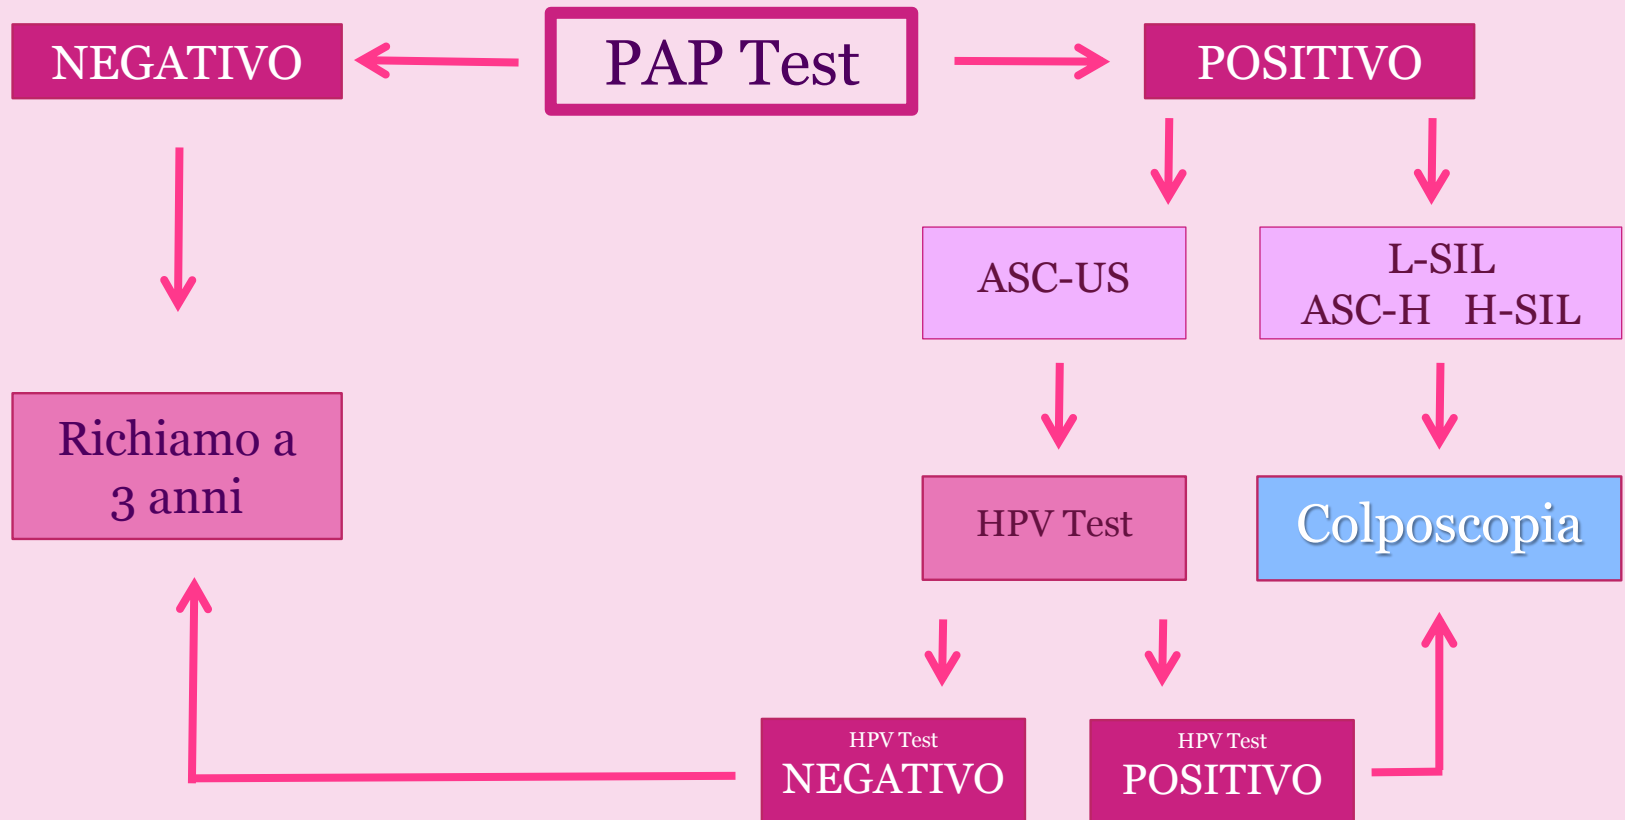 NEGATIVO
PAP Test
POSITIVO
ASC-US
L-SIL
ASC-H H-SIL
Richiamo a
3 anni
HPV Test
Colposcopia
HPV Test
NEGATIVO
HPV Test
POSITIVO